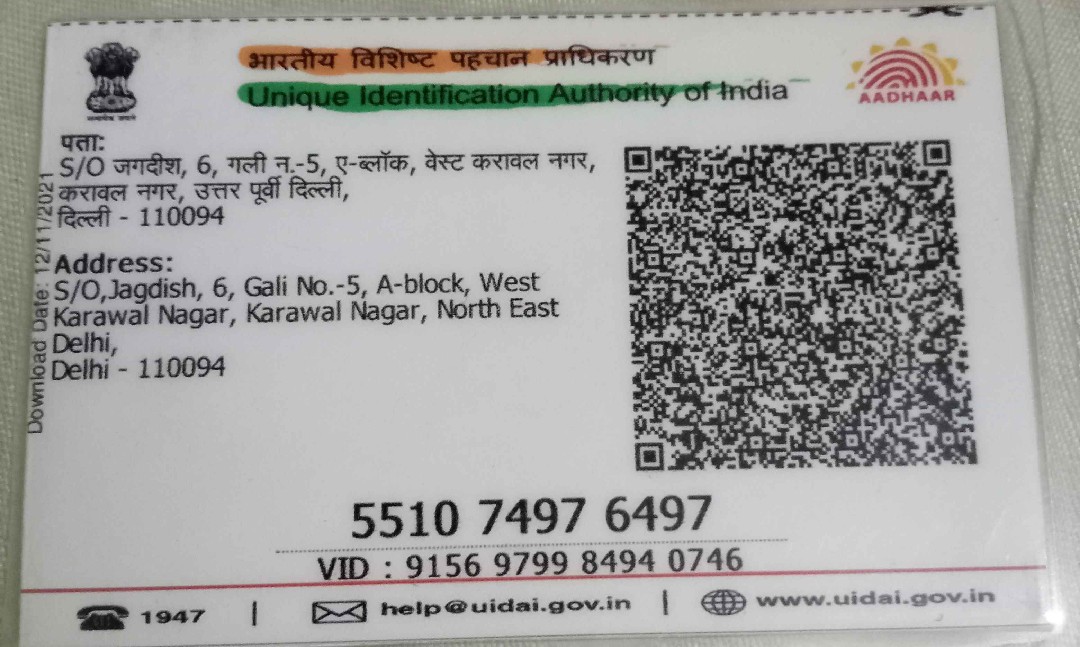 भारतीय विशिष्ट पहचान प्राधिकरण
Unique Identification Authority of India
AADHAAR
पता:
S/O जगदीश, 6, गली न.-5, ए-ब्लॉक, वेस्ट करावल नगर,
करावल नगर, उत्तर पूर्वी दिल्ली,
दिल्ली - 110094
Address:
S/O,Jagdish, 6, Gali No.-5, A-block, West
Karawal Nagar, Karawal Nagar, North East
Delhi,
Delhi - 110094
Download Date: 12/11/2021
5510 7497 6497
VID : 9156 9799 8494 0746
1947 | help@uidai.gov.in | www.uidai.gov.in